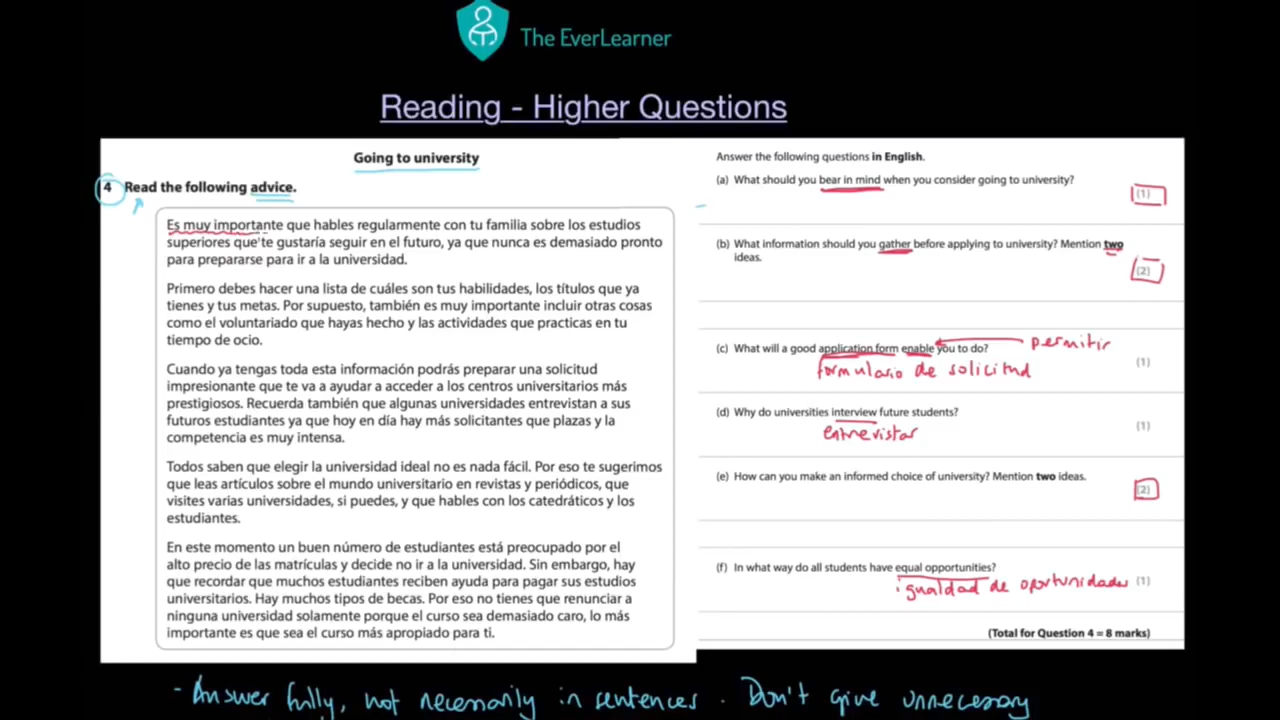 The EverLearner
Reading - Higher Questions
Going to university
4 Read the following advice.
Es muy importante que hables regularmente con tu familia sobre los estudios
superiores que te gustaría seguir en el futuro, ya que nunca es demasiado pronto
para prepararse para ir a la universidad.
Primero debes hacer una lista de cuáles son tus habilidades, los títulos que ya
tienes y tus metas. Por supuesto, también es muy importante incluir otras cosas
como el voluntariado que hayas hecho y las actividades que practicas en tu
tiempo de ocio.
Cuando ya tengas toda esta información podrás preparar una solicitud
impresionante que te va a ayudar a acceder a los centros universitarios más
prestigiosos. Recuerda también que algunas universidades entrevistan a sus
futuros estudiantes ya que hoy en día hay más solicitantes que plazas y la
competencia es muy intensa.
Todos saben que elegir la universidad ideal no es nada fácil. Por eso te sugerimos
que leas artículos sobre el mundo universitario en revistas y periódicos, que
visites varias universidades, si puedes, y que hables con los catedráticos y los
estudiantes.
En este momento un buen número de estudiantes está preocupado por el
alto precio de las matrículas y decide no ir a la universidad. Sin embargo, hay
que recordar que muchos estudiantes reciben ayuda para pagar sus estudios
universitarios. Hay muchos tipos de becas. Por eso no tienes que renunciar a
ninguna universidad solamente porque el curso sea demasiado caro, lo más
importante es que sea el curso más apropiado para ti.
Answer the following questions in English.
(a) What should you bear in mind when you consider going to university?
(1)
(b) What information should you gather before applying to university? Mention two
ideas.
(2)
(c) What will a good application form enable you to do? permitir
formulario de solicitud (1)
(d) Why do universities interview future students?
entrevistar (1)
(e) How can you make an informed choice of university? Mention two ideas.
(2)
(f) In what way do all students have equal opportunities?
igualdad de oportunidades (1)
(Total for Question 4 = 8 marks)
- Answer fully, not necessarily in sentences. Don't give unnecessary